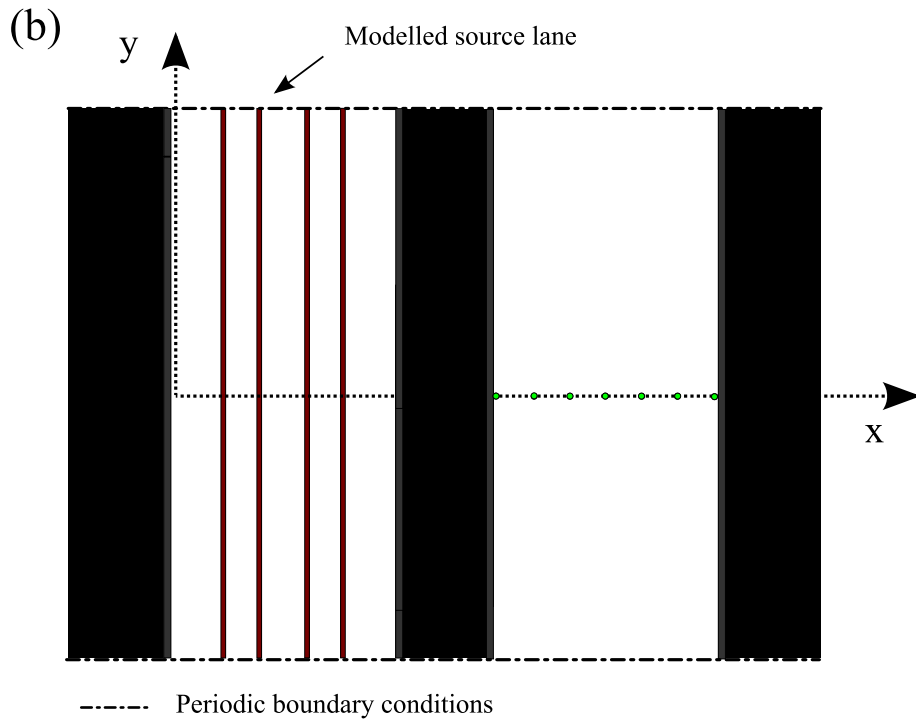 (b)
y
Modelled source lane
x
Periodic boundary conditions